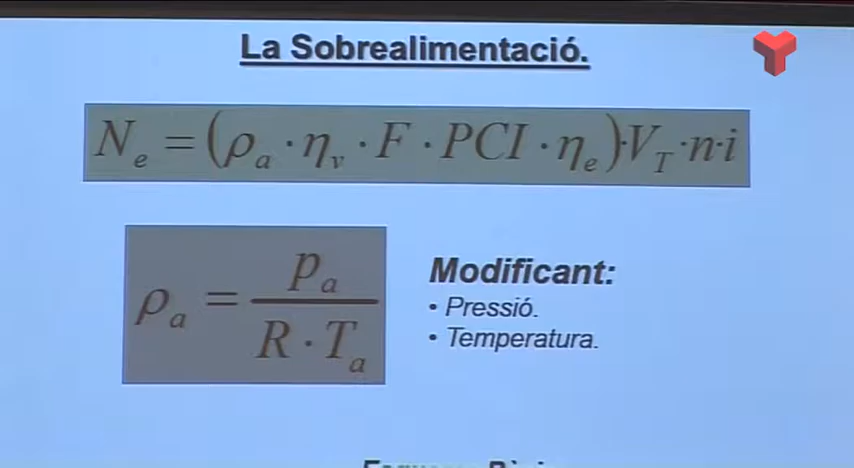 La Sobrealimentació.
N_e = (ρ_a · η_v · F · PCI · η_e)·V_T·n·i
ρ_a = p_a / (R · T_a)
Modificant:
• Pressió.
• Temperatura.